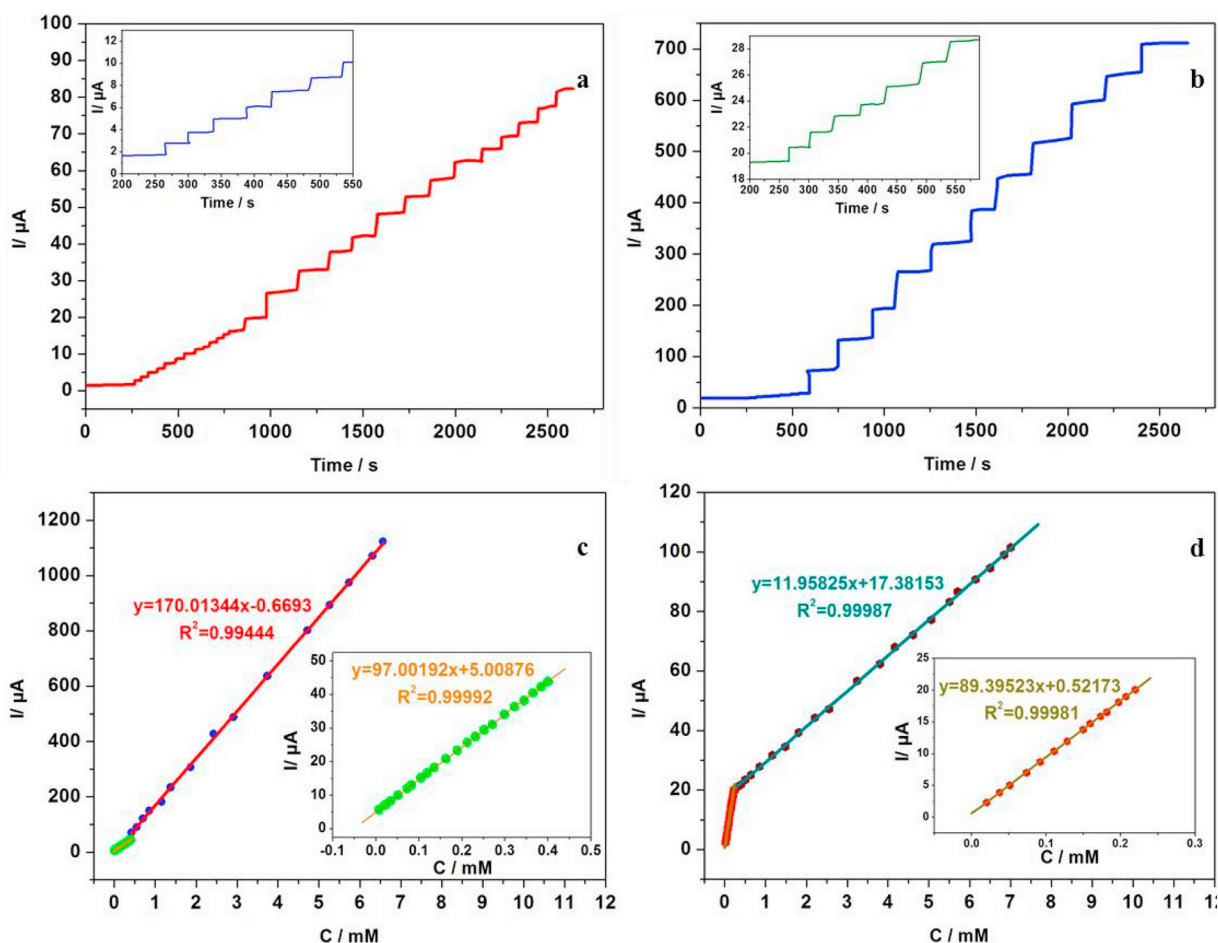 a
I/ µA
100
90
80
70
60
50
40
30
20
10
0
0 500 1000 1500 2000 2500
Time / s
I/ µA
12
10
8
6
4
2
0
200 250 300 350 400 450 500 550
Time / s
b
I/ µA
700
600
500
400
300
200
100
0
0 500 1000 1500 2000 2500
Time / s
I/ µA
28
26
24
22
20
18
200 250 300 350 400 450 500 550
Time / s
c
I/ µA
1200
1000
800
600
400
200
0
0 1 2 3 4 5 6 7 8 9 10 11 12
C / mM
y=170.01344x-0.6693
R²=0.99444
I/ µA
50
40
30
20
10
0
-0.1 0.0 0.1 0.2 0.3 0.4 0.5
C / mM
y=97.00192x+5.00876
R²=0.99992
d
I/ µA
120
100
80
60
40
20
0
0 1 2 3 4 5 6 7 8 9 10 11 12
C / mM
y=11.95825x+17.38153
R²=0.99987
I/ µA
25
20
15
10
5
0
0.0 0.1 0.2 0.3
C / mM
y=89.39523x+0.52173
R²=0.99981